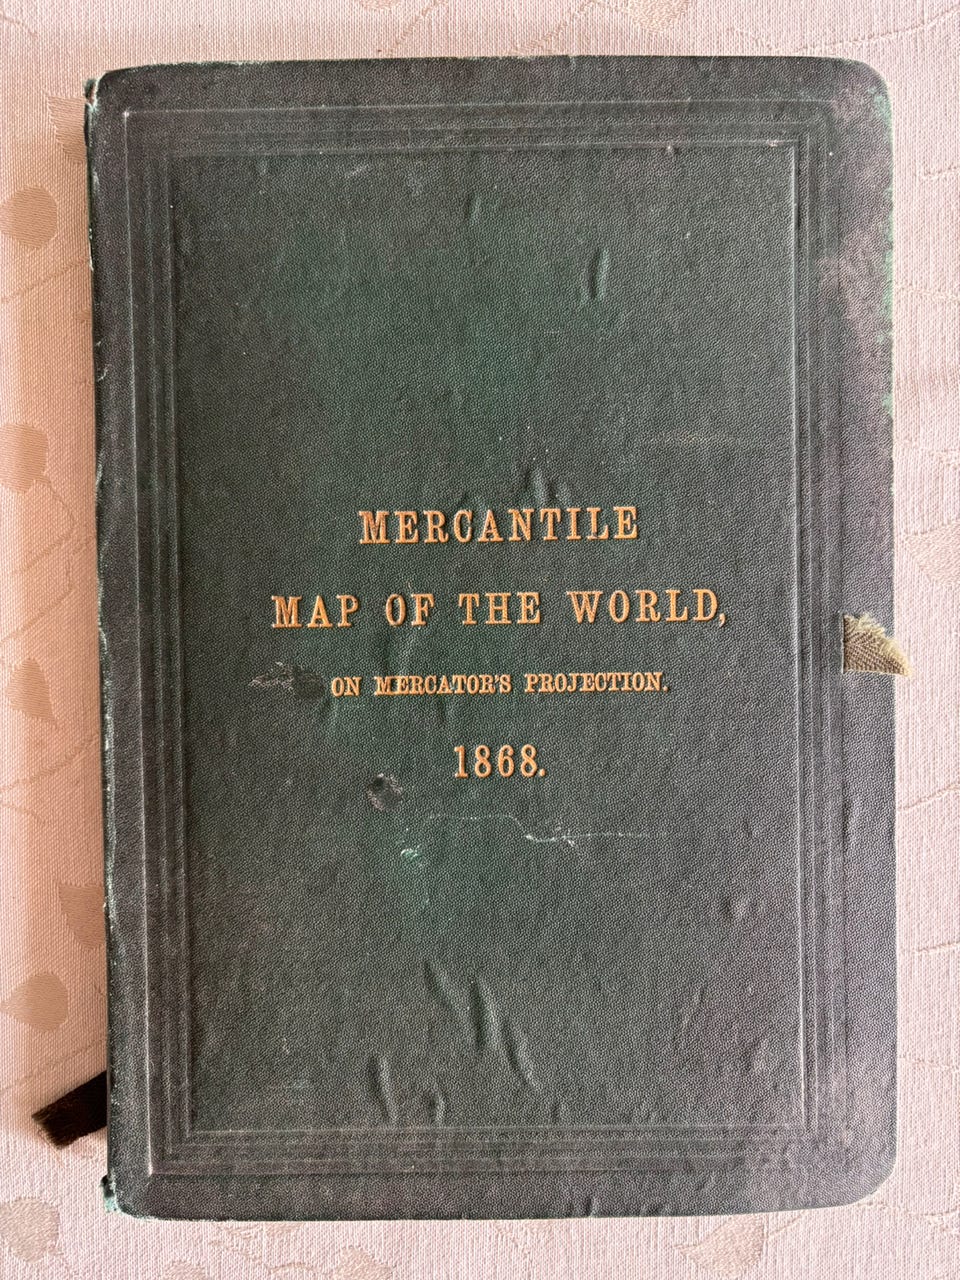 MERCANTILE
MAP OF THE WORLD,
ON MERCATOR'S PROJECTION.
1868.